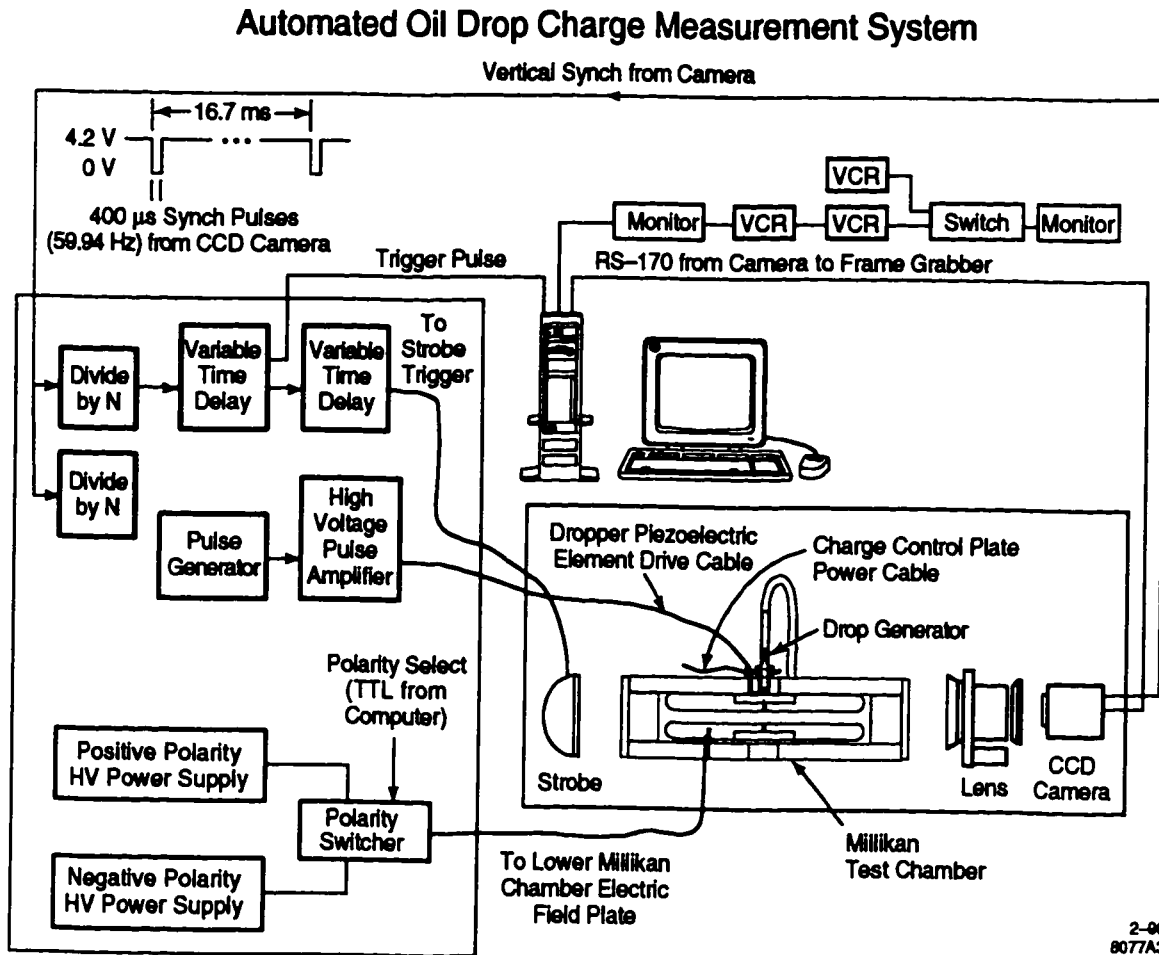 Automated Oil Drop Charge Measurement System
Vertical Synch from Camera
16.7 ms
4.2 V
0 V
400 µs Synch Pulses
(59.94 Hz) from CCD Camera
VCR
Monitor
VCR
VCR
Switch
Monitor
RS-170 from Camera to Frame Grabber
Trigger Pulse
To
Strobe
Trigger
Divide
by N
Variable
Time
Delay
Variable
Time
Delay
Divide
by N
Pulse
Generator
High
Voltage
Pulse
Amplifier
Dropper Piezoelectric
Element Drive Cable
Charge Control Plate
Power Cable
Drop Generator
Polarity Select
(TTL from
Computer)
Positive Polarity
HV Power Supply
Polarity
Switcher
Negative Polarity
HV Power Supply
Strobe
Lens
CCD
Camera
To Lower Millikan
Chamber Electric
Field Plate
Millikan
Test Chamber